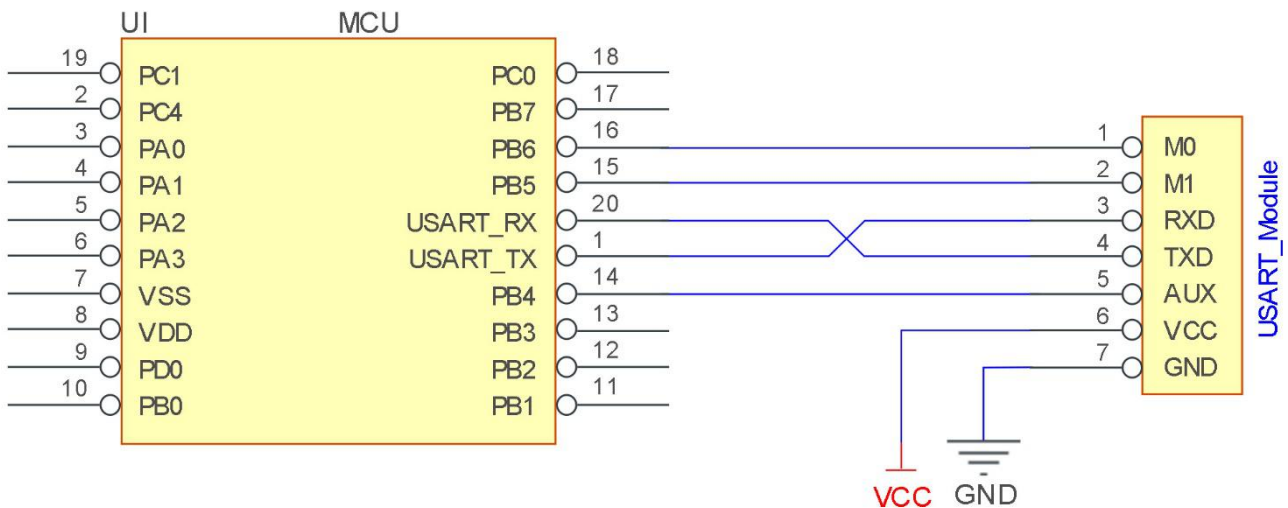 UI MCU
19 PC1 PC0 18
2 PC4 PB7 17
3 PA0 PB6 16 1 M0
4 PA1 PB5 15 2 M1
5 PA2 USART_RX 20 3 RXD
6 PA3 USART_TX 1 4 TXD
7 VSS PB4 14 5 AUX
8 VDD PB3 13 6 VCC
9 PD0 PB2 12 7 GND
10 PB0 PB1 11
USART_Module
VCC GND